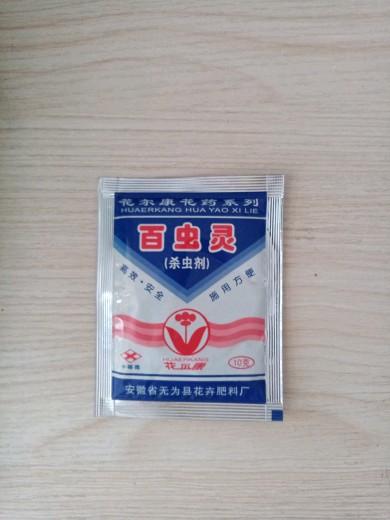 花尔康花药系列
HUAERKANG HUA YAO XI LIE
百虫灵
(杀虫剂)
高效·安全
施用方便
HUAERKANG
花尔康
10克
安徽省无为县花卉肥料厂